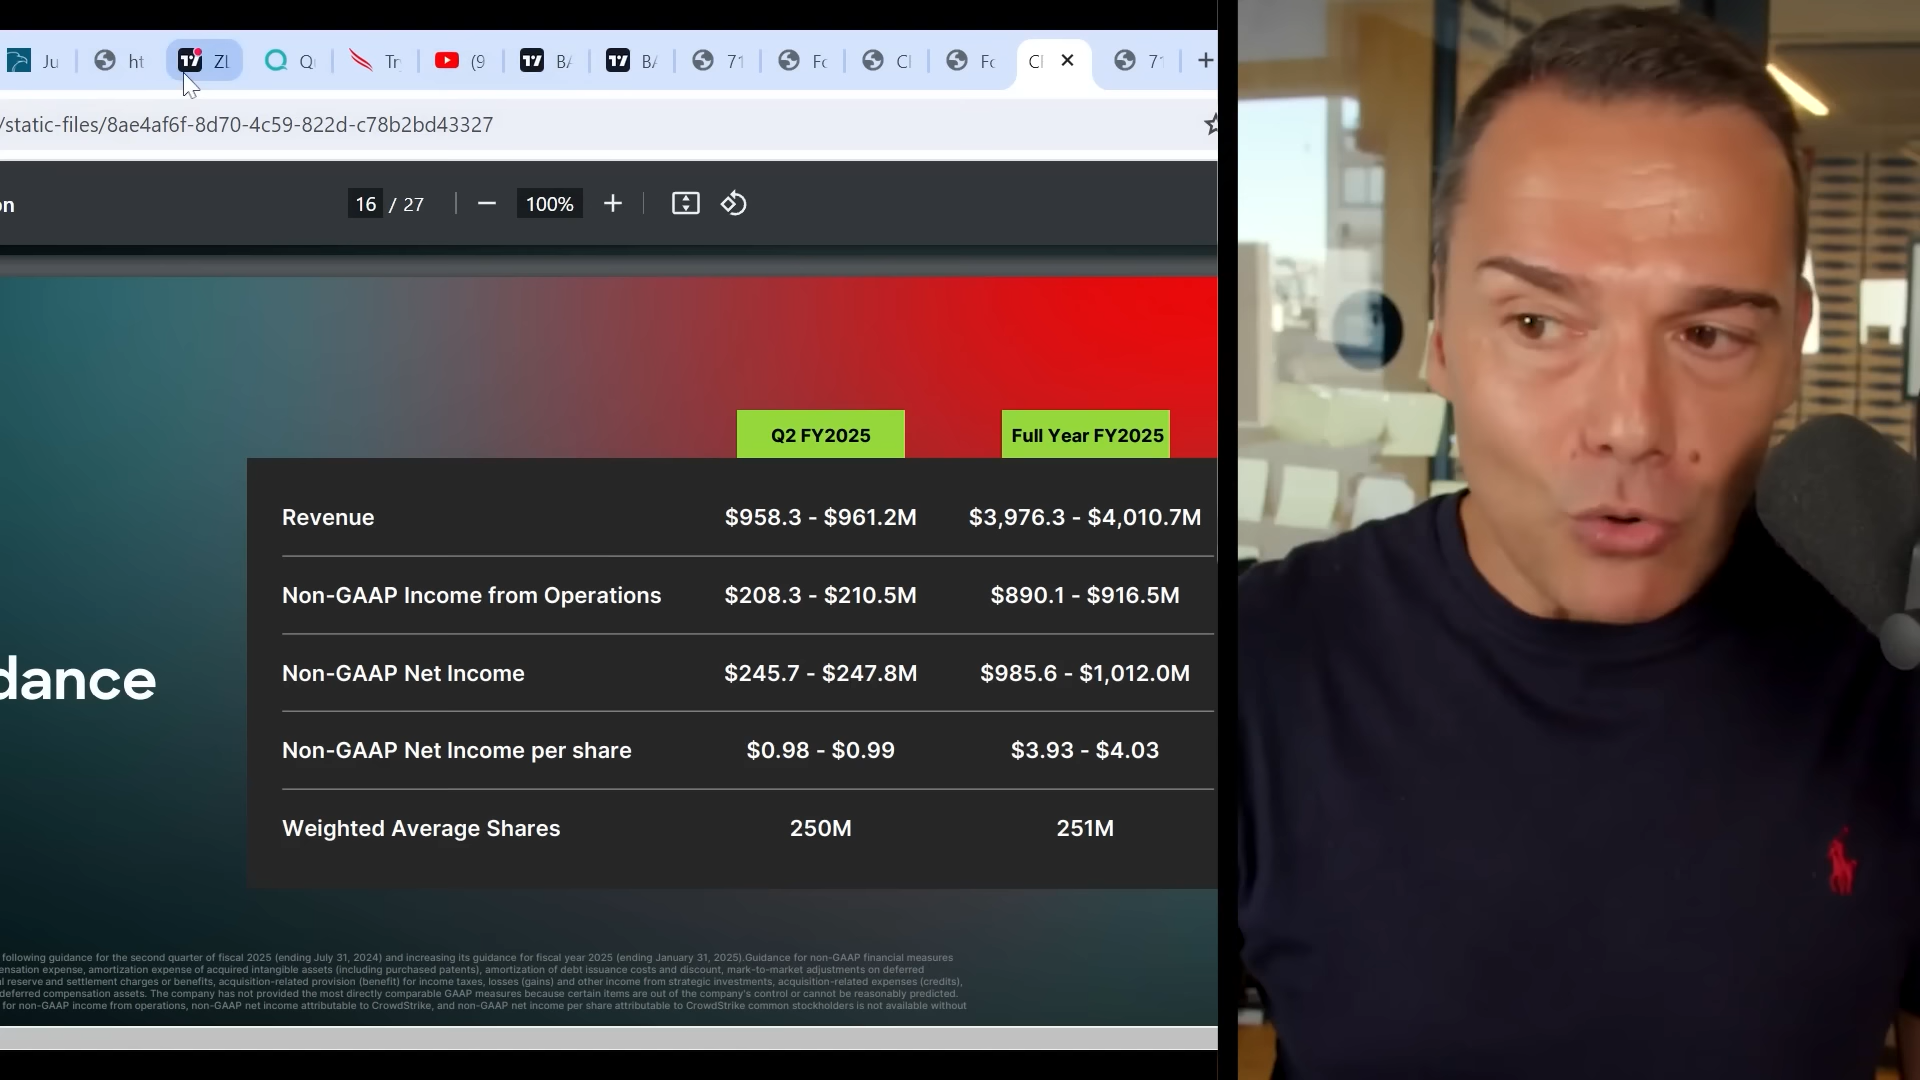 Ju
ht
ZL
Q
Tr
(9
B/
B/
71
Fc
Cl
Fc
Cl
71
/static-files/8ae4af6f-8d70-4c59-822d-c78b2bd43327
on
16 / 27
100%
Q2 FY2025 Full Year FY2025
Revenue $958.3 - $961.2M $3,976.3 - $4,010.7M
Non-GAAP Income from Operations $208.3 - $210.5M $890.1 - $916.5M
dance
Non-GAAP Net Income $245.7 - $247.8M $985.6 - $1,012.0M
Non-GAAP Net Income per share $0.98 - $0.99 $3.93 - $4.03
Weighted Average Shares 250M 251M
following guidance for the second quarter of fiscal 2025 (ending July 31, 2024) and increasing its guidance for fiscal year 2025 (ending January 31, 2025).Guidance for non-GAAP financial measures
ensation expense, amortization expense of acquired intangible assets (including purchased patents), amortization of debt issuance costs and discount, mark-to-market adjustments on deferred
l reserve and settlement charges or benefits, acquisition-related provision (benefit) for income taxes, losses (gains) and other income from strategic investments, acquisition-related expenses (credits),
deferred compensation assets. The company has not provided the most directly comparable GAAP measures because certain items are out of the company's control or cannot be reasonably predicted.
for non-GAAP income from operations, non-GAAP net income attributable to CrowdStrike, and non-GAAP net income per share attributable to CrowdStrike common stockholders is not available without